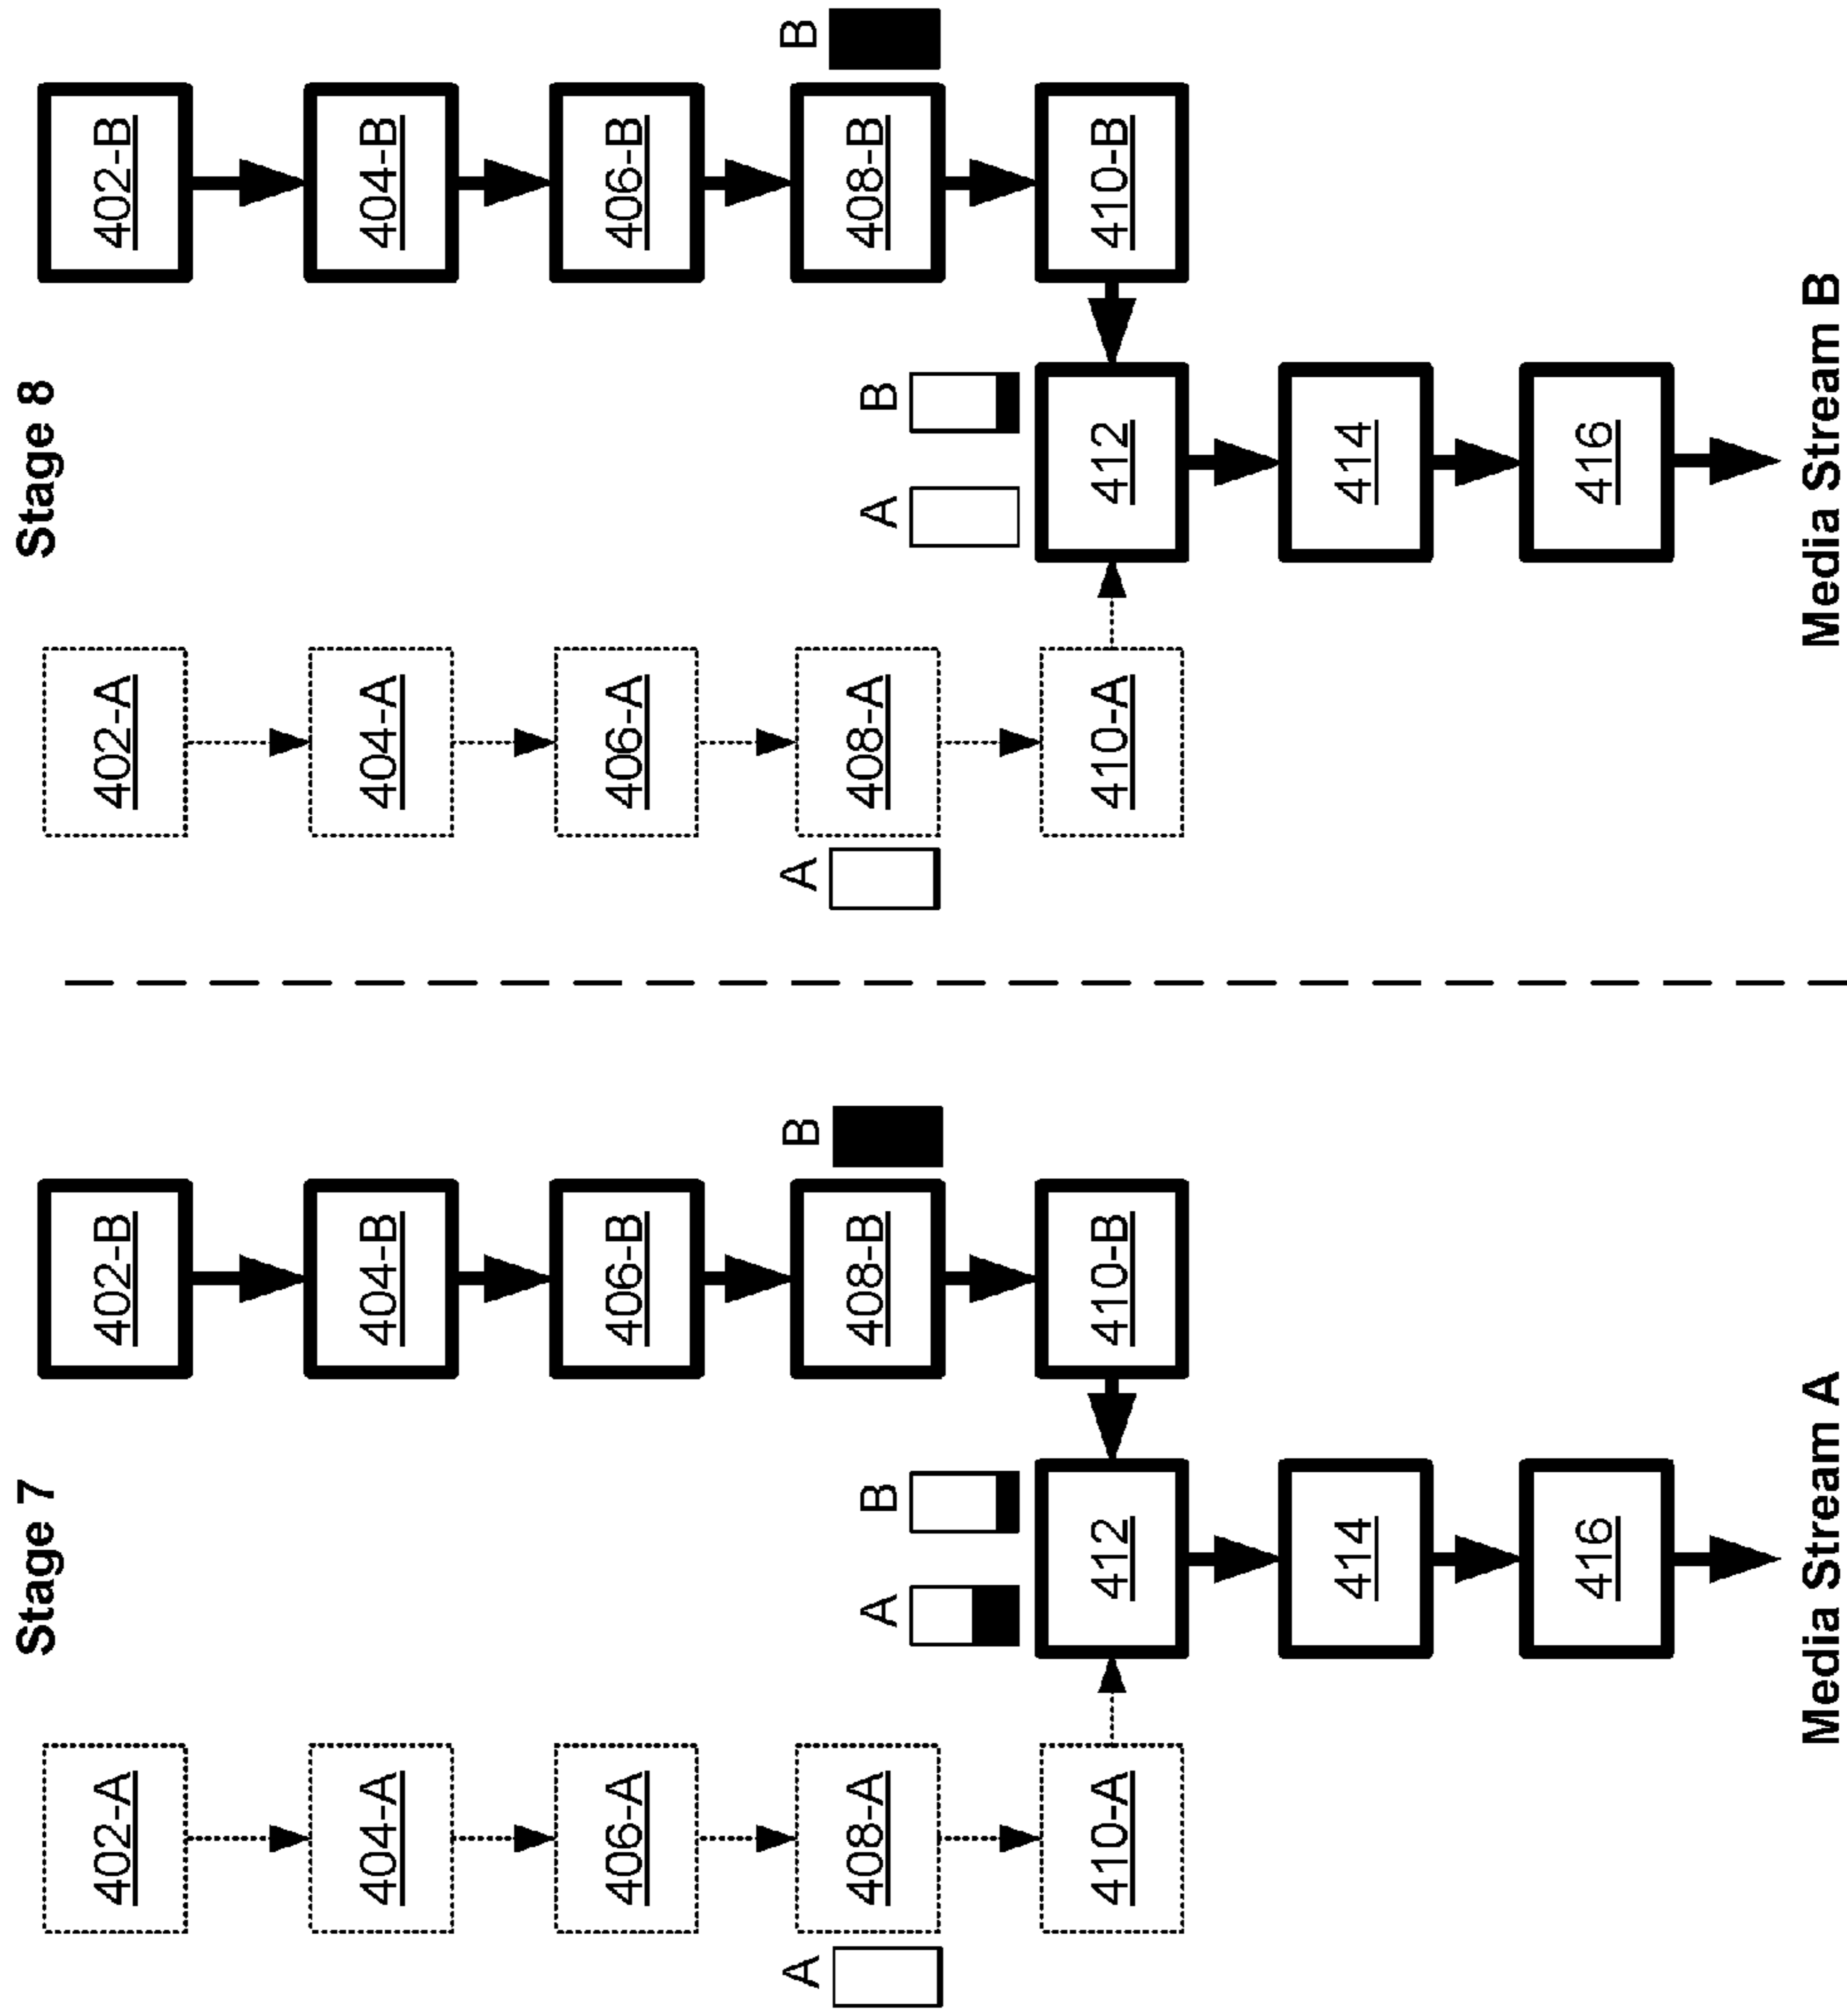 Stage 7
402-A
402-B
404-A
404-B
406-A
406-B
A
B
408-A
408-B
A
B
410-A
412
410-B
414
416
Media Stream A
Stage 8
402-A
402-B
404-A
404-B
406-A
406-B
A
B
408-A
408-B
A
B
410-A
412
410-B
414
416
Media Stream B